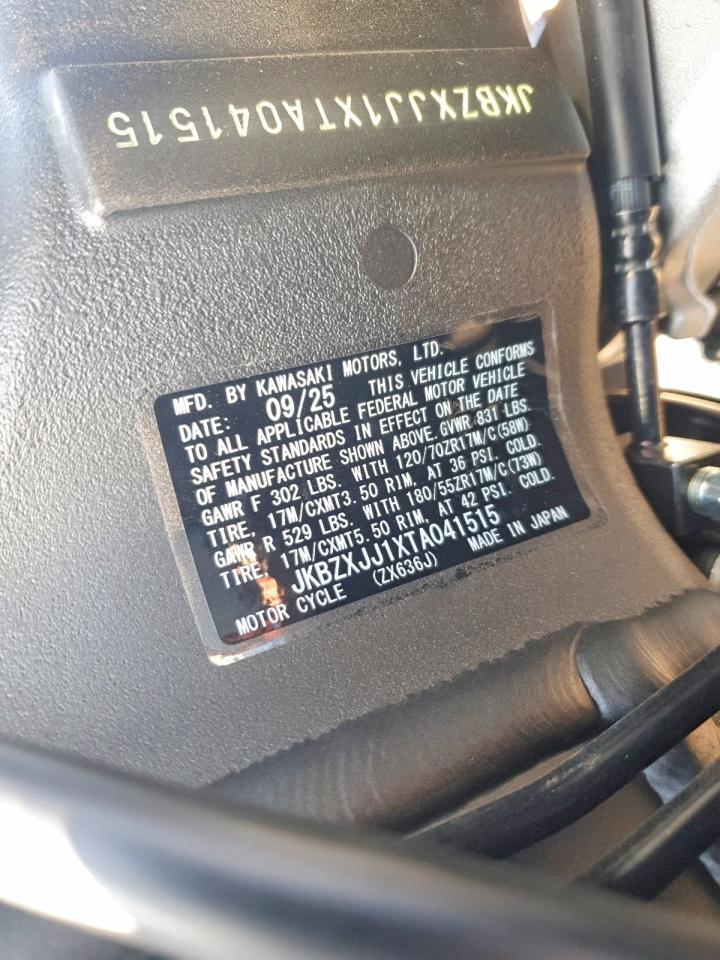 JKBZXJJ1XTA041515
MFD. BY KAWASAKI MOTORS, LTD.
DATE: 09/25 THIS VEHICLE CONFORMS
TO ALL APPLICABLE FEDERAL MOTOR VEHICLE
SAFETY STANDARDS IN EFFECT ON THE DATE
OF MANUFACTURE SHOWN ABOVE. GVWR 831 LBS.
GAWR F 302 LBS. WITH 120/70ZR17M/C(58W)
TIRE, 17M/CXMT3.50 RIM, AT 36 PSI. COLD.
GAWR R 529 LBS. WITH 180/55ZR17M/C(73W)
TIRE, 17M/CXMT5.50 RIM, AT 42 PSI. COLD.
JKBZXJJ1XTA041515
MOTOR CYCLE (ZX636J) MADE IN JAPAN